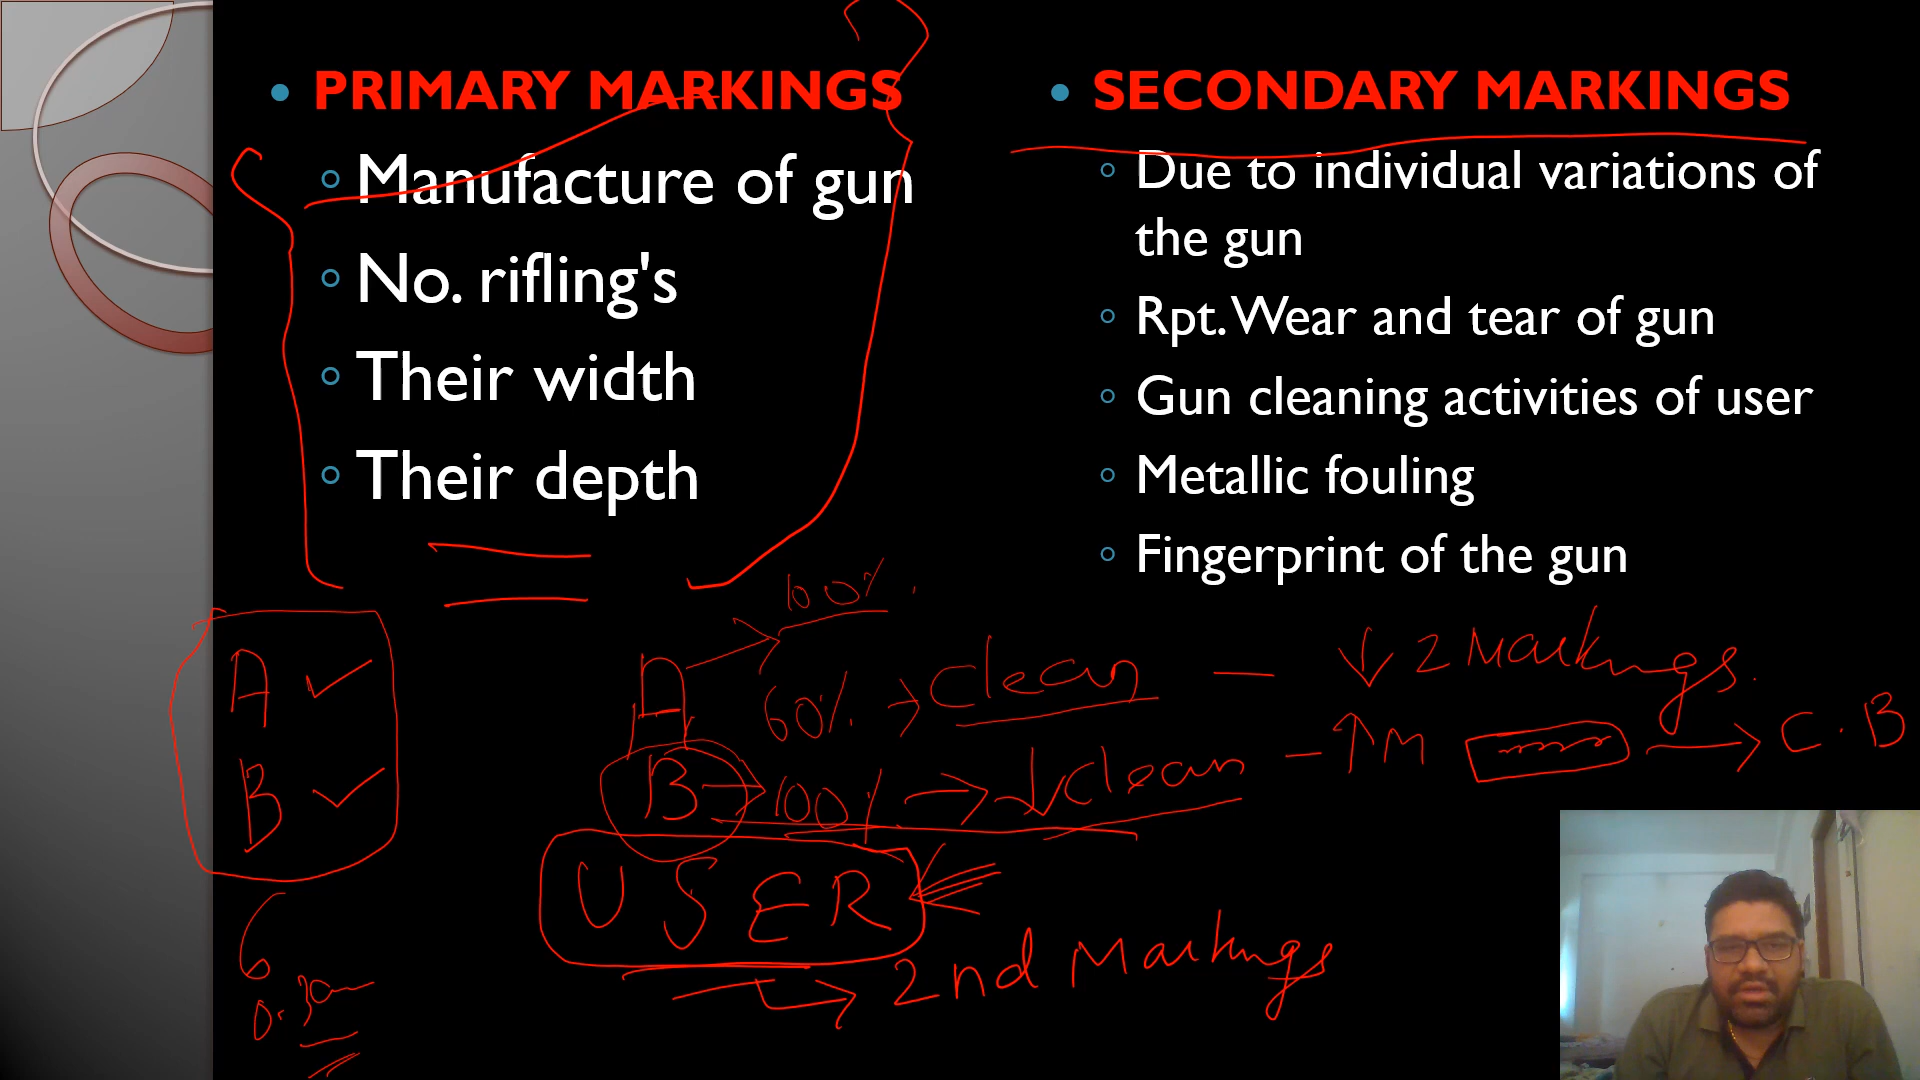 PRIMARY MARKINGS
Manufacture of gun
No. rifling's
Their width
Their depth
SECONDARY MARKINGS
Due to individual variations of
the gun
Rpt. Wear and tear of gun
Gun cleaning activities of user
Metallic fouling
Fingerprint of the gun
A ✓
B ✓
6
0.3
100%.
A
60% → clean — ↓ 2 Markings.
B → 100% → ↓ clean – ↑ M → C.B
USER
→ 2nd Markings